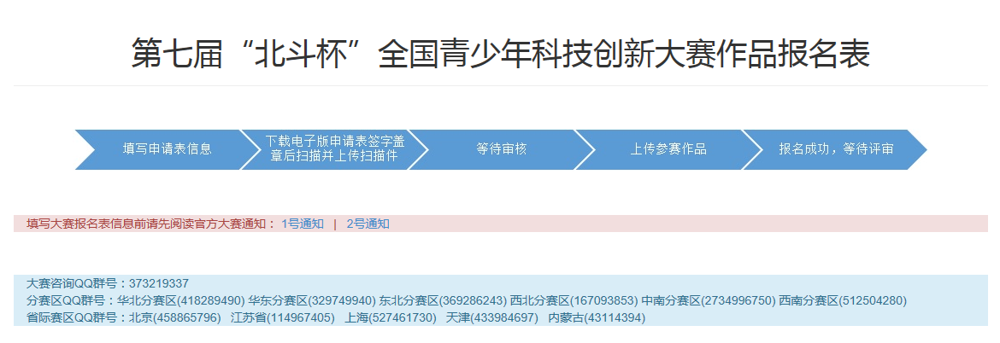 第七届“北斗杯”全国青少年科技创新大赛作品报名表
填写申请表信息
下载电子版申请表签字盖
章后扫描并上传扫描件
等待审核
上传参赛作品
报名成功，等待评审
填写大赛报名表信息前请先阅读官方大赛通知： 1号通知 | 2号通知
大赛咨询QQ群号：373219337
分赛区QQ群号：华北分赛区(418289490) 华东分赛区(329749940) 东北分赛区(369286243) 西北分赛区(167093853) 中南分赛区(2734996750) 西南分赛区(512504280)
省际赛区QQ群号：北京(458865796) 江苏省(114967405) 上海(527461730) 天津(433984697) 内蒙古(43114394)